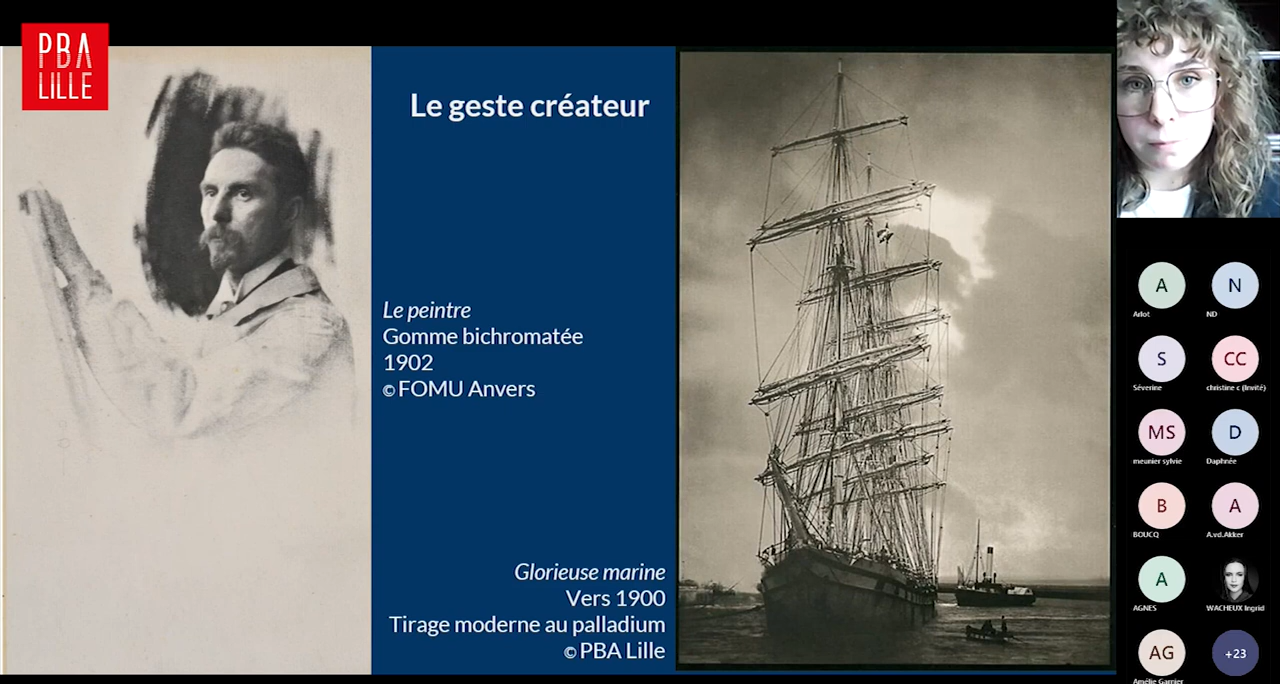 PBA
LILLE
Le geste créateur
Le peintre
Gomme bichromatée
1902
© FOMU Anvers
Glorieuse marine
Vers 1900
Tirage moderne au palladium
© PBA Lille
A
N
Arlot
ND
S
CC
Séverine
christine c (Invité)
MS
D
meunier sylvie
Daphnée
B
A
BOUCQ
A.vd.Akker
A
AGNES
WACHEUX Ingrid
AG
+23
Amélie Garnier